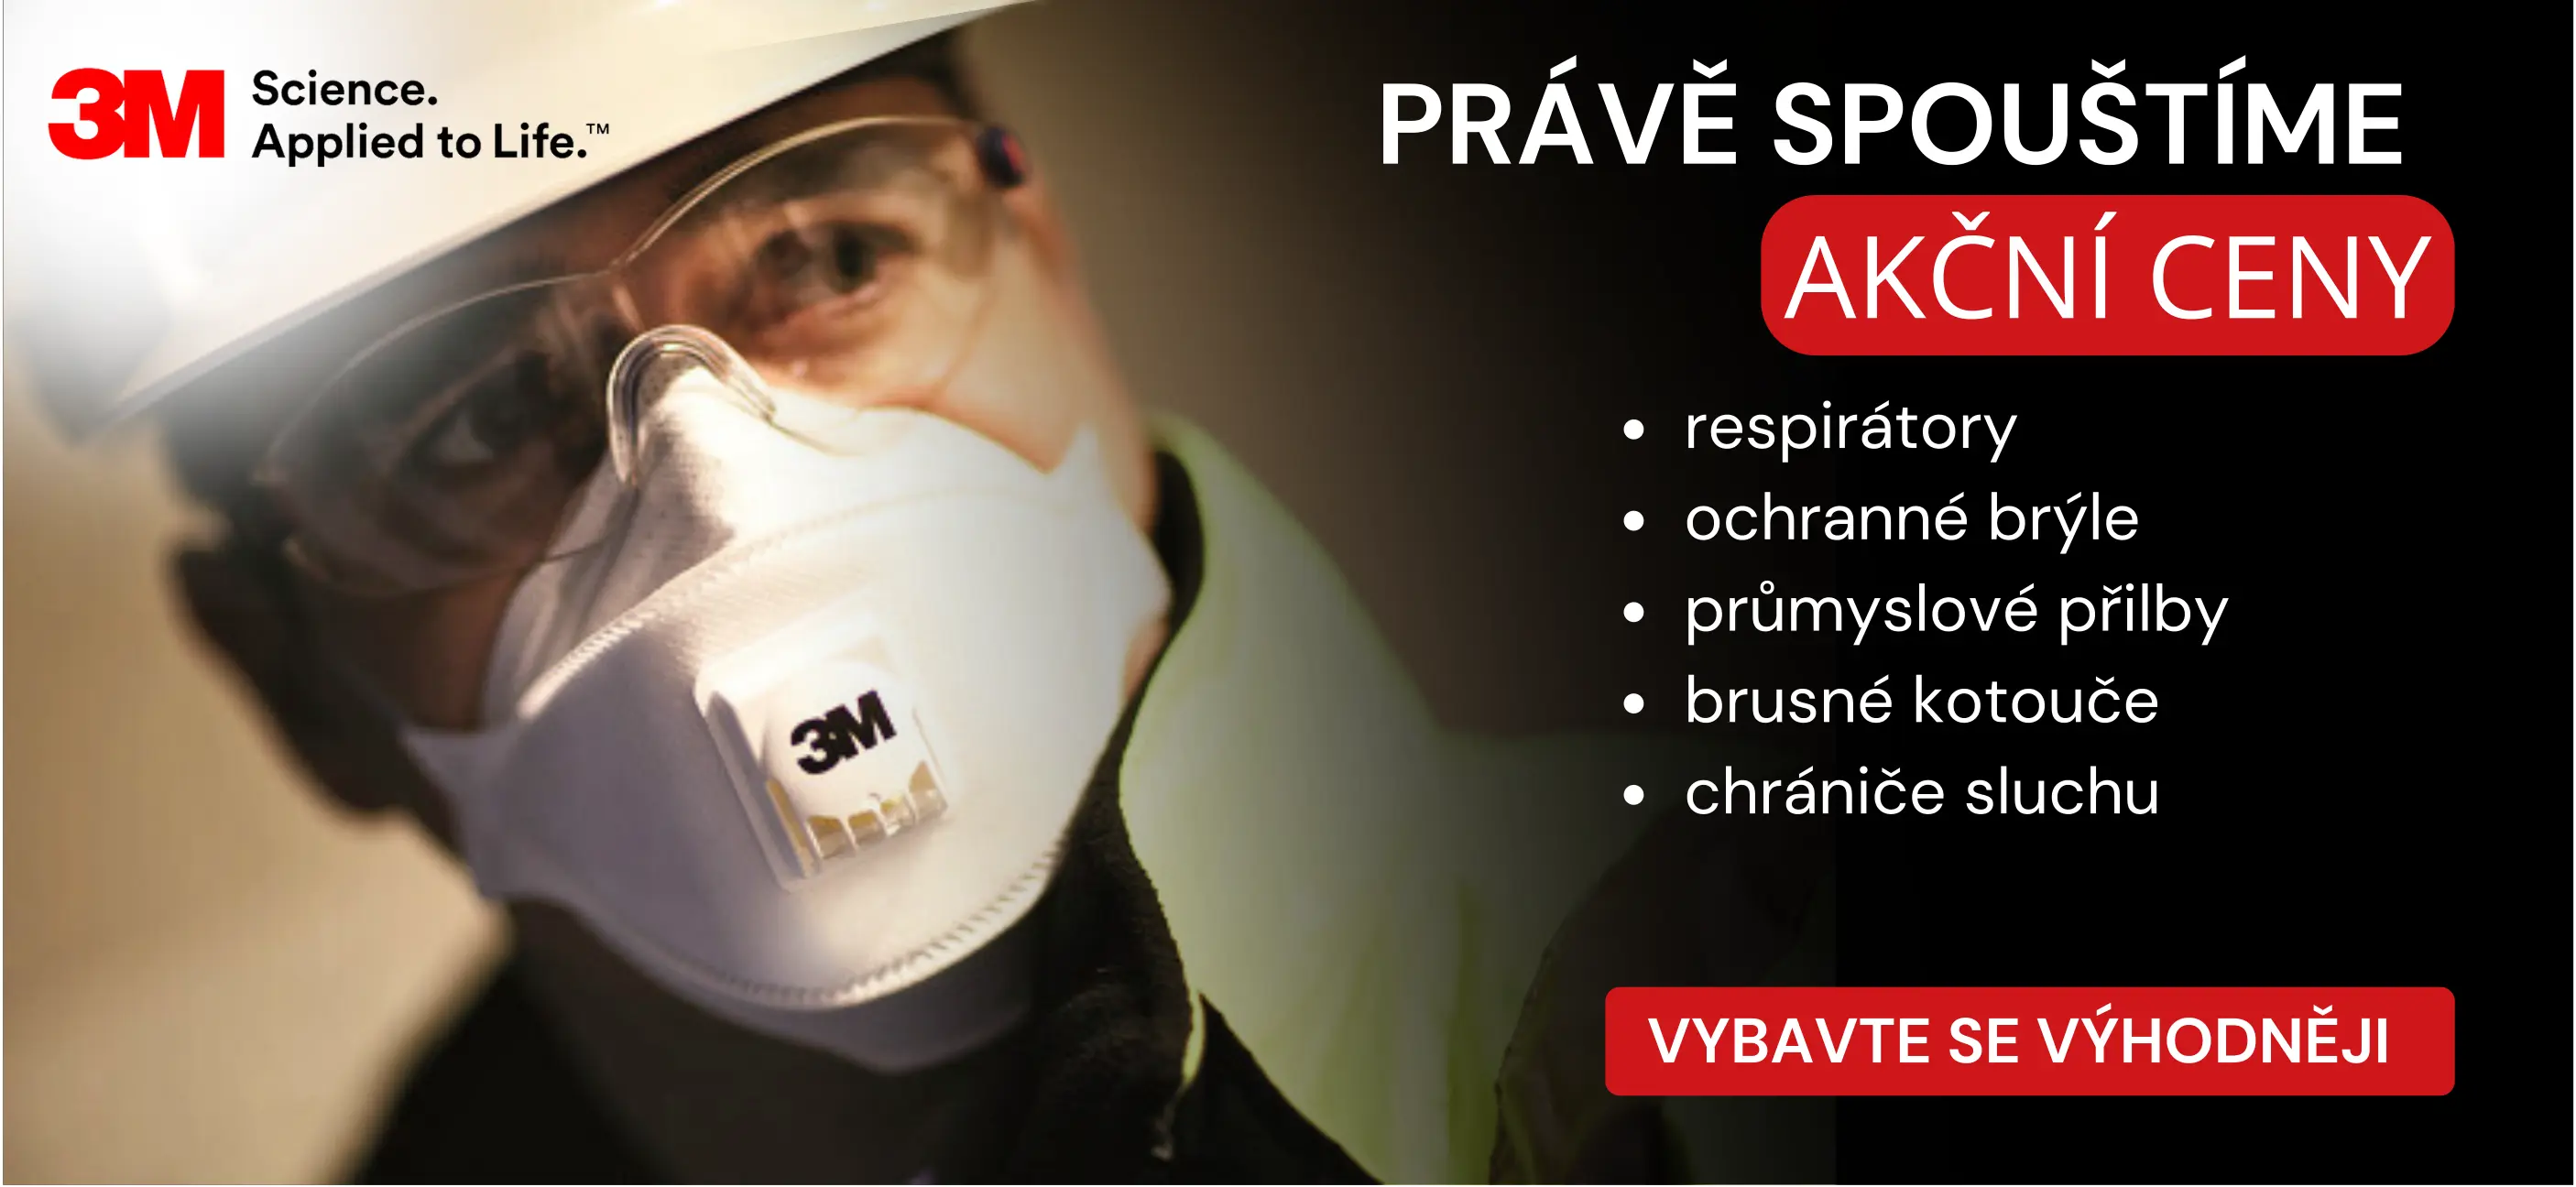 3M Science.
Applied to Life.™
PRÁVĚ SPOUŠTÍME
AKČNÍ CENY
• respirátory
• ochranné brýle
• průmyslové přilby
• brusné kotouče
• chrániče sluchu
3M
VYBAVTE SE VÝHODNĚJI